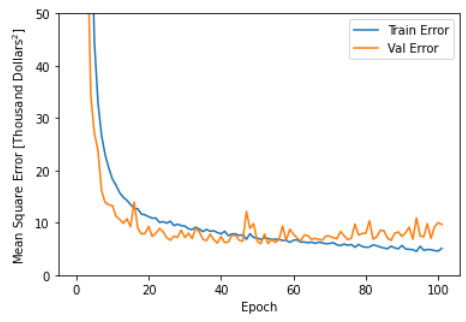 50
40
30
20
10
0
Mean Square Error [Thousand Dollars²]
Train Error
Val Error
0 20 40 60 80 100
Epoch